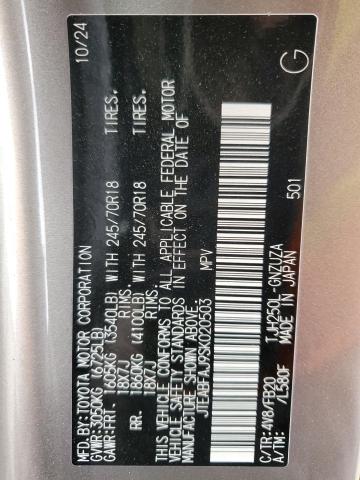 MFD.BY:TOYOTA MOTOR CORPORATION 10/24
GVWR:3050KG (6725LB)
GAWR:FRT. 1605KG (3540LB) WITH 245/70R18 TIRES.
18X7J RIMS.
RR. 1860KG (4100LB) WITH 245/70R18 TIRES.
18X7J RIMS.
THIS VEHICLE CONFORMS TO ALL APPLICABLE FEDERAL MOTOR
VEHICLE SAFETY STANDARDS IN EFFECT ON THE DATE OF
MANUFACTURE SHOWN ABOVE.
JTEABFAJ9SK020503 MPV
C/TR:4V8/FB20 TJH250L-GNZUZA
A/TM: /L580F MADE IN JAPAN
501
G